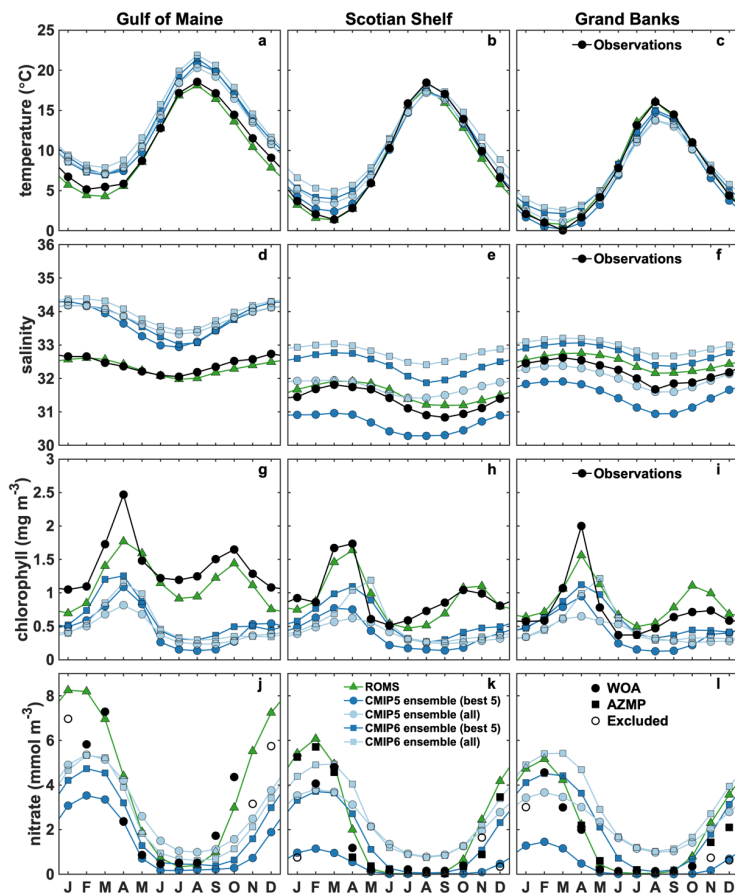 Gulf of Maine Scotian Shelf Grand Banks
a b c
Observations
temperature (°C)
25
20
15
10
5
0
d e f
Observations
salinity
36
35
34
33
32
31
30
g h i
Observations
chlorophyll (mg m-3)
3
2.5
2
1.5
1
0.5
0
j k l
ROMS
CMIP5 ensemble (best 5)
CMIP5 ensemble (all)
CMIP6 ensemble (best 5)
CMIP6 ensemble (all)
WOA
AZMP
Excluded
nitrate (mmol m-3)
10
8
6
4
2
0
J F M A M J J A S O N D J F M A M J J A S O N D J F M A M J J A S O N D